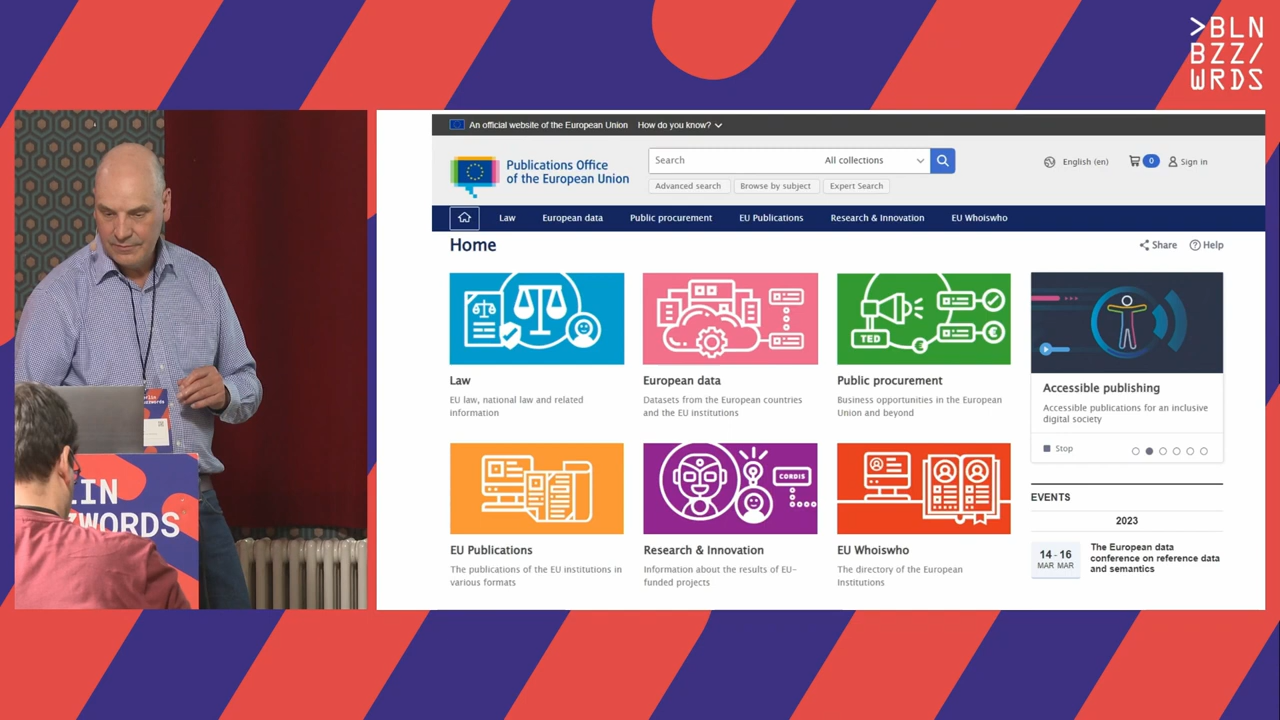 >BLN
BZZ/
WRDS
An official website of the European Union How do you know?
Publications Office
of the European Union
Search All collections
Advanced search Browse by subject Expert Search
English (en) 0 Sign in
Law European data Public procurement EU Publications Research & Innovation EU Whoiswho
Home
Share Help
TED
Law
EU law, national law and related
information
European data
Datasets from the European countries
and the EU institutions
Public procurement
Business opportunities in the European
Union and beyond
Accessible publishing
Accessible publications for an inclusive
digital society
Stop
CORDIS
EU Publications
The publications of the EU institutions in
various formats
Research & Innovation
Information about the results of EU-
funded projects
EU Whoiswho
The directory of the European
Institutions
EVENTS
2023
14 - 16
MAR MAR
The European data
conference on reference data
and semantics
LIN
ZWORDS